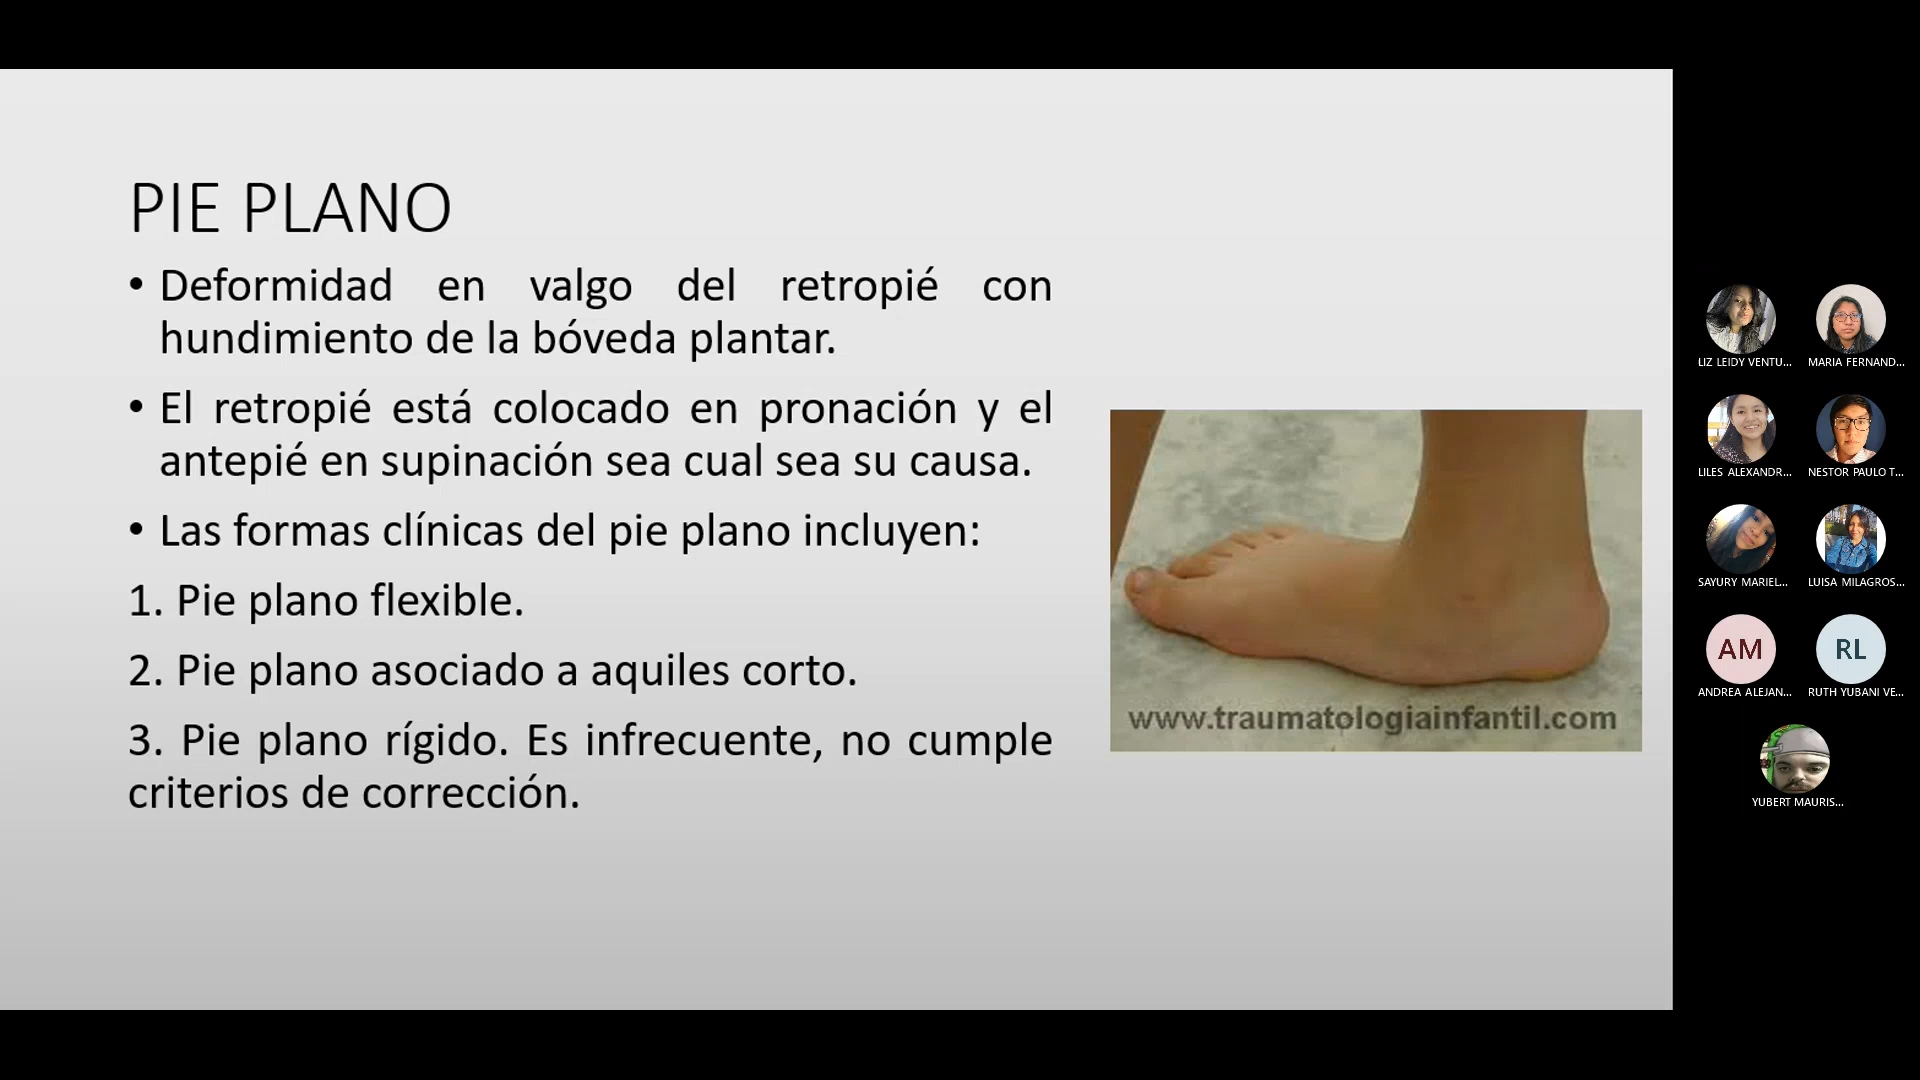 PIE PLANO
• Deformidad en valgo del retropié con
hundimiento de la bóveda plantar.
• El retropié está colocado en pronación y el
antepié en supinación sea cual sea su causa.
• Las formas clínicas del pie plano incluyen:
1. Pie plano flexible.
2. Pie plano asociado a aquiles corto.
3. Pie plano rígido. Es infrecuente, no cumple
criterios de corrección.
www.traumatologiainfantil.com
LIZ LEIDY VENTU...
MARIA FERNAND...
LILES ALEXANDR...
NESTOR PAULO T...
SAYURY MARIEL...
LUISA MILAGROS...
AM
RL
ANDREA ALEJAN...
RUTH YUBANI VE...
YUBERT MAURIS...